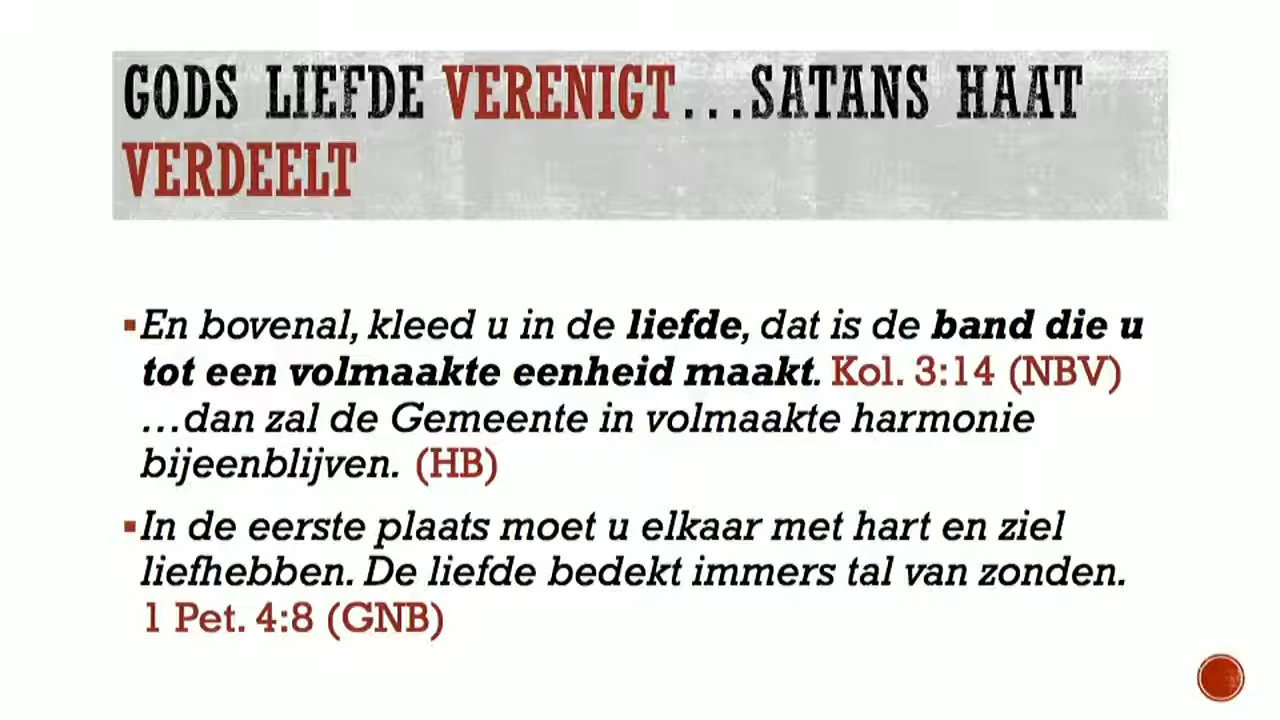 GODS LIEFDE VERENIGT...SATANS HAAT
VERDEELT
▪En bovenal, kleed u in de liefde, dat is de band die u
tot een volmaakte eenheid maakt. Kol. 3:14 (NBV)
...dan zal de Gemeente in volmaakte harmonie
bijeenblijven. (HB)
▪In de eerste plaats moet u elkaar met hart en ziel
liefhebben. De liefde bedekt immers tal van zonden.
1 Pet. 4:8 (GNB)